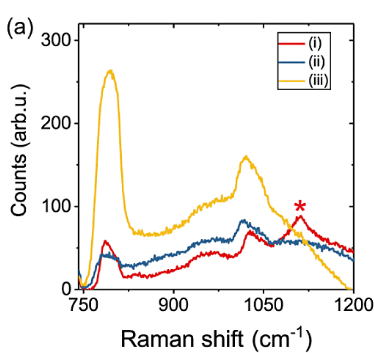 (a)
300
200
100
0
Counts (arb.u.)
(i)
(ii)
(iii)
*
750
900
1050
1200
Raman shift (cm⁻¹)